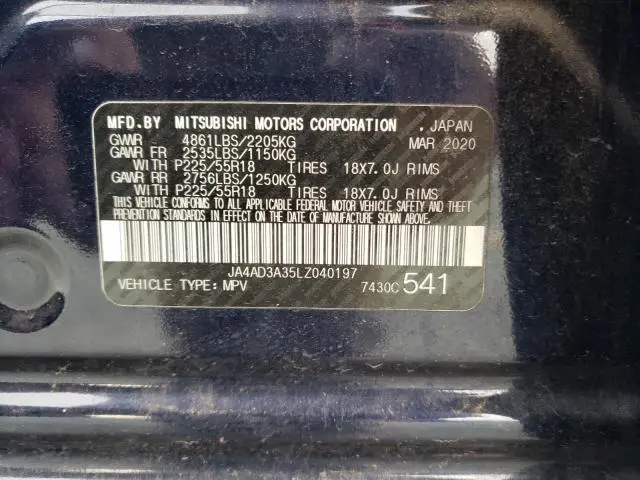 MFD.BY MITSUBISHI MOTORS CORPORATION . JAPAN
GVWR 4861LBS/2205KG MAR 2020
GAWR FR 2535LBS/1150KG
WITH P225/55R18 TIRES 18X7.0J RIMS
GAWR RR 2756LBS/1250KG
WITH P225/55R18 TIRES 18X7.0J RIMS
THIS VEHICLE CONFORMS TO ALL APPLICABLE FEDERAL MOTOR VEHICLE SAFETY AND THEFT
PREVENTION STANDARDS IN EFFECT ON THE DATE OF MANUFACTURE SHOWN ABOVE.
JA4AD3A35LZ040197
VEHICLE TYPE: MPV 7430C 541